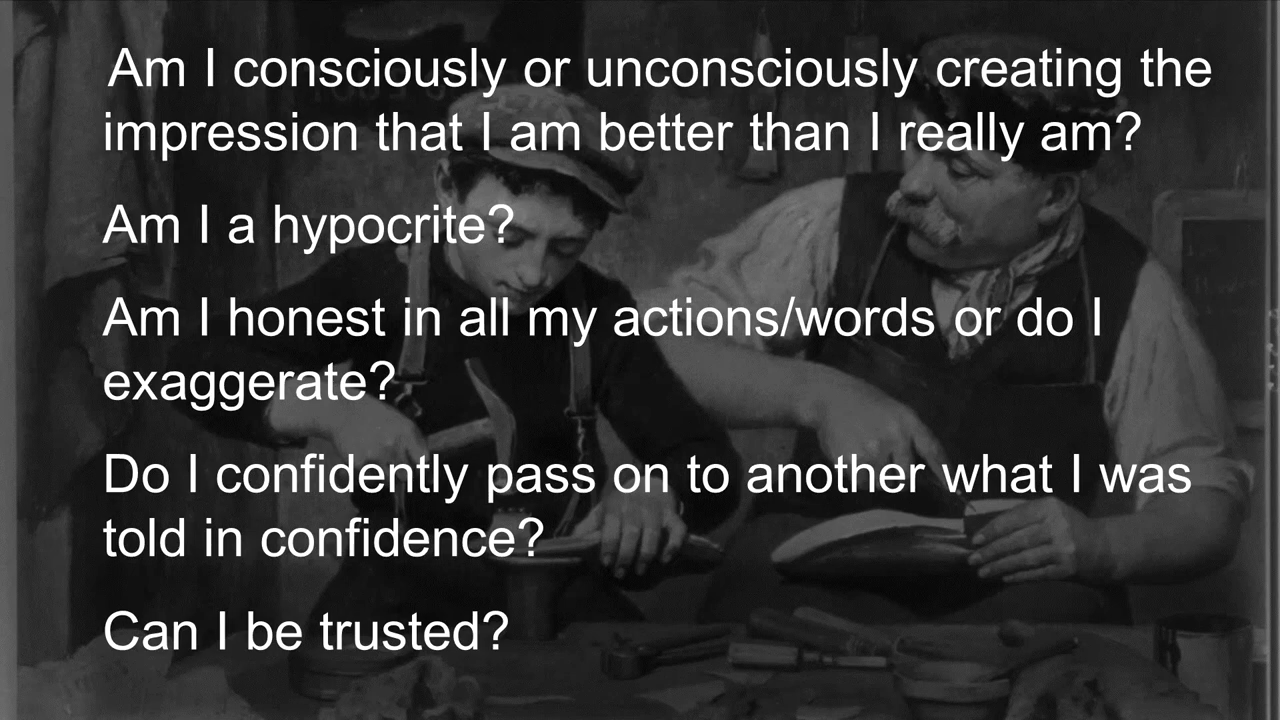 Am I consciously or unconsciously creating the
impression that I am better than I really am?
Am I a hypocrite?
Am I honest in all my actions/words or do I
exaggerate?
Do I confidently pass on to another what I was
told in confidence?
Can I be trusted?